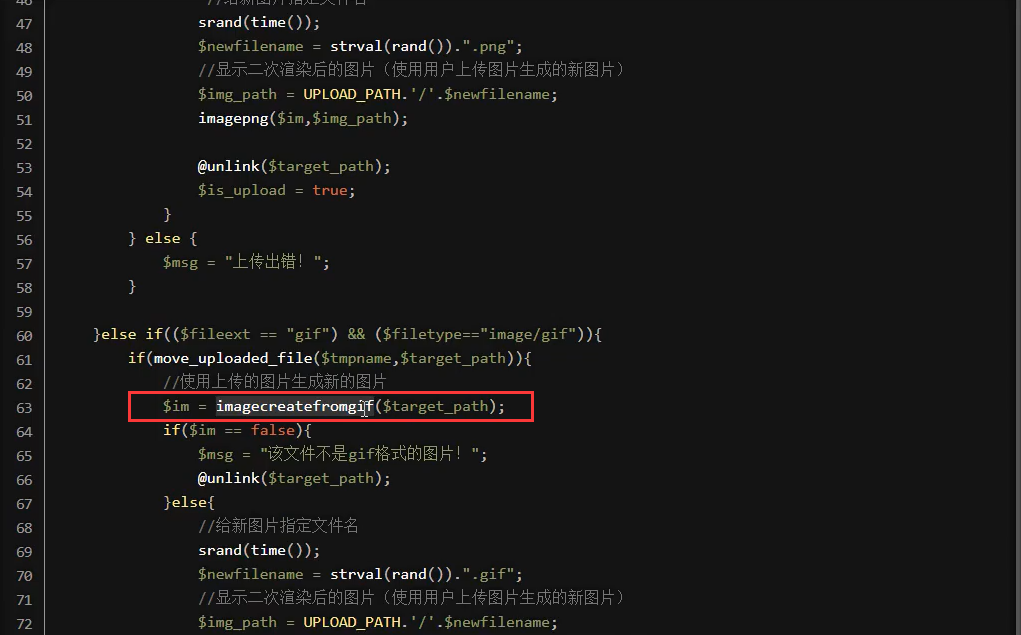 46 //给新图片指定文件名
47 srand(time());
48 $newfilename = strval(rand()).".png";
49 //显示二次渲染后的图片（使用用户上传图片生成的新图片）
50 $img_path = UPLOAD_PATH.'/'.$newfilename;
51 imagepng($im,$img_path);
52
53 @unlink($target_path);
54 $is_upload = true;
55 }
56 } else {
57 $msg = "上传出错！";
58 }
59
60 }else if(($fileext == "gif") && ($filetype=="image/gif")){
61 if(move_uploaded_file($tmpname,$target_path)){
62 //使用上传的图片生成新的图片
63 $im = imagecreatefromgif($target_path);
64 if($im == false){
65 $msg = "该文件不是gif格式的图片！";
66 @unlink($target_path);
67 }else{
68 //给新图片指定文件名
69 srand(time());
70 $newfilename = strval(rand()).".gif";
71 //显示二次渲染后的图片（使用用户上传图片生成的新图片）
72 $img_path = UPLOAD_PATH.'/'.$newfilename;